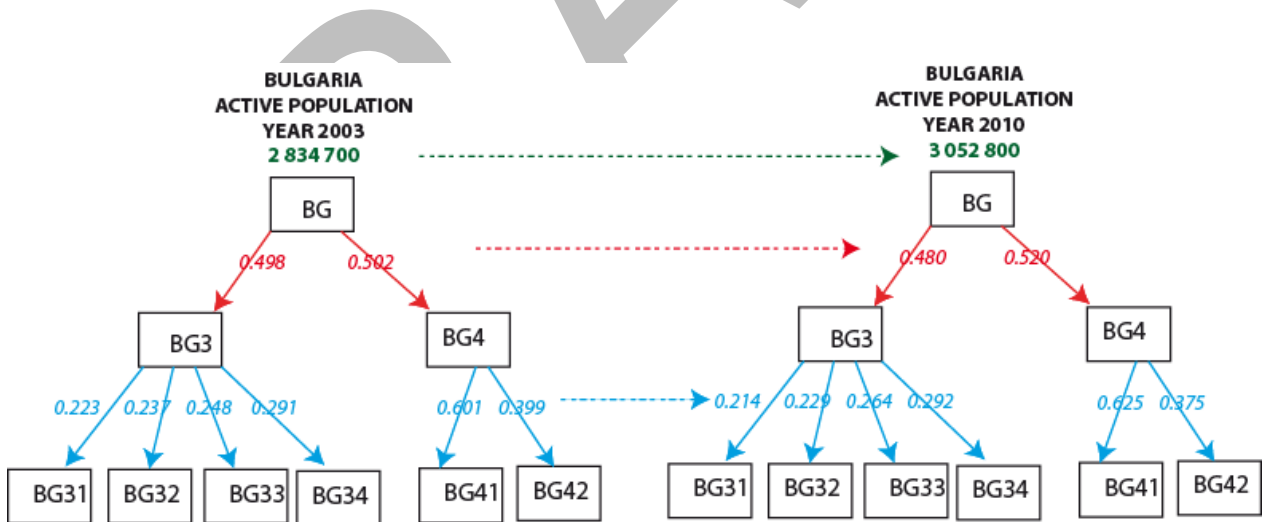 BULGARIA
ACTIVE POPULATION
YEAR 2003
2 834 700
BG
0.498
0.502
BG3
BG4
0.223
0.237
0.248
0.291
0.601
0.399
BG31
BG32
BG33
BG34
BG41
BG42
BULGARIA
ACTIVE POPULATION
YEAR 2010
3 052 800
BG
0.480
0.520
BG3
BG4
0.214
0.229
0.264
0.292
0.625
0.375
BG31
BG32
BG33
BG34
BG41
BG42